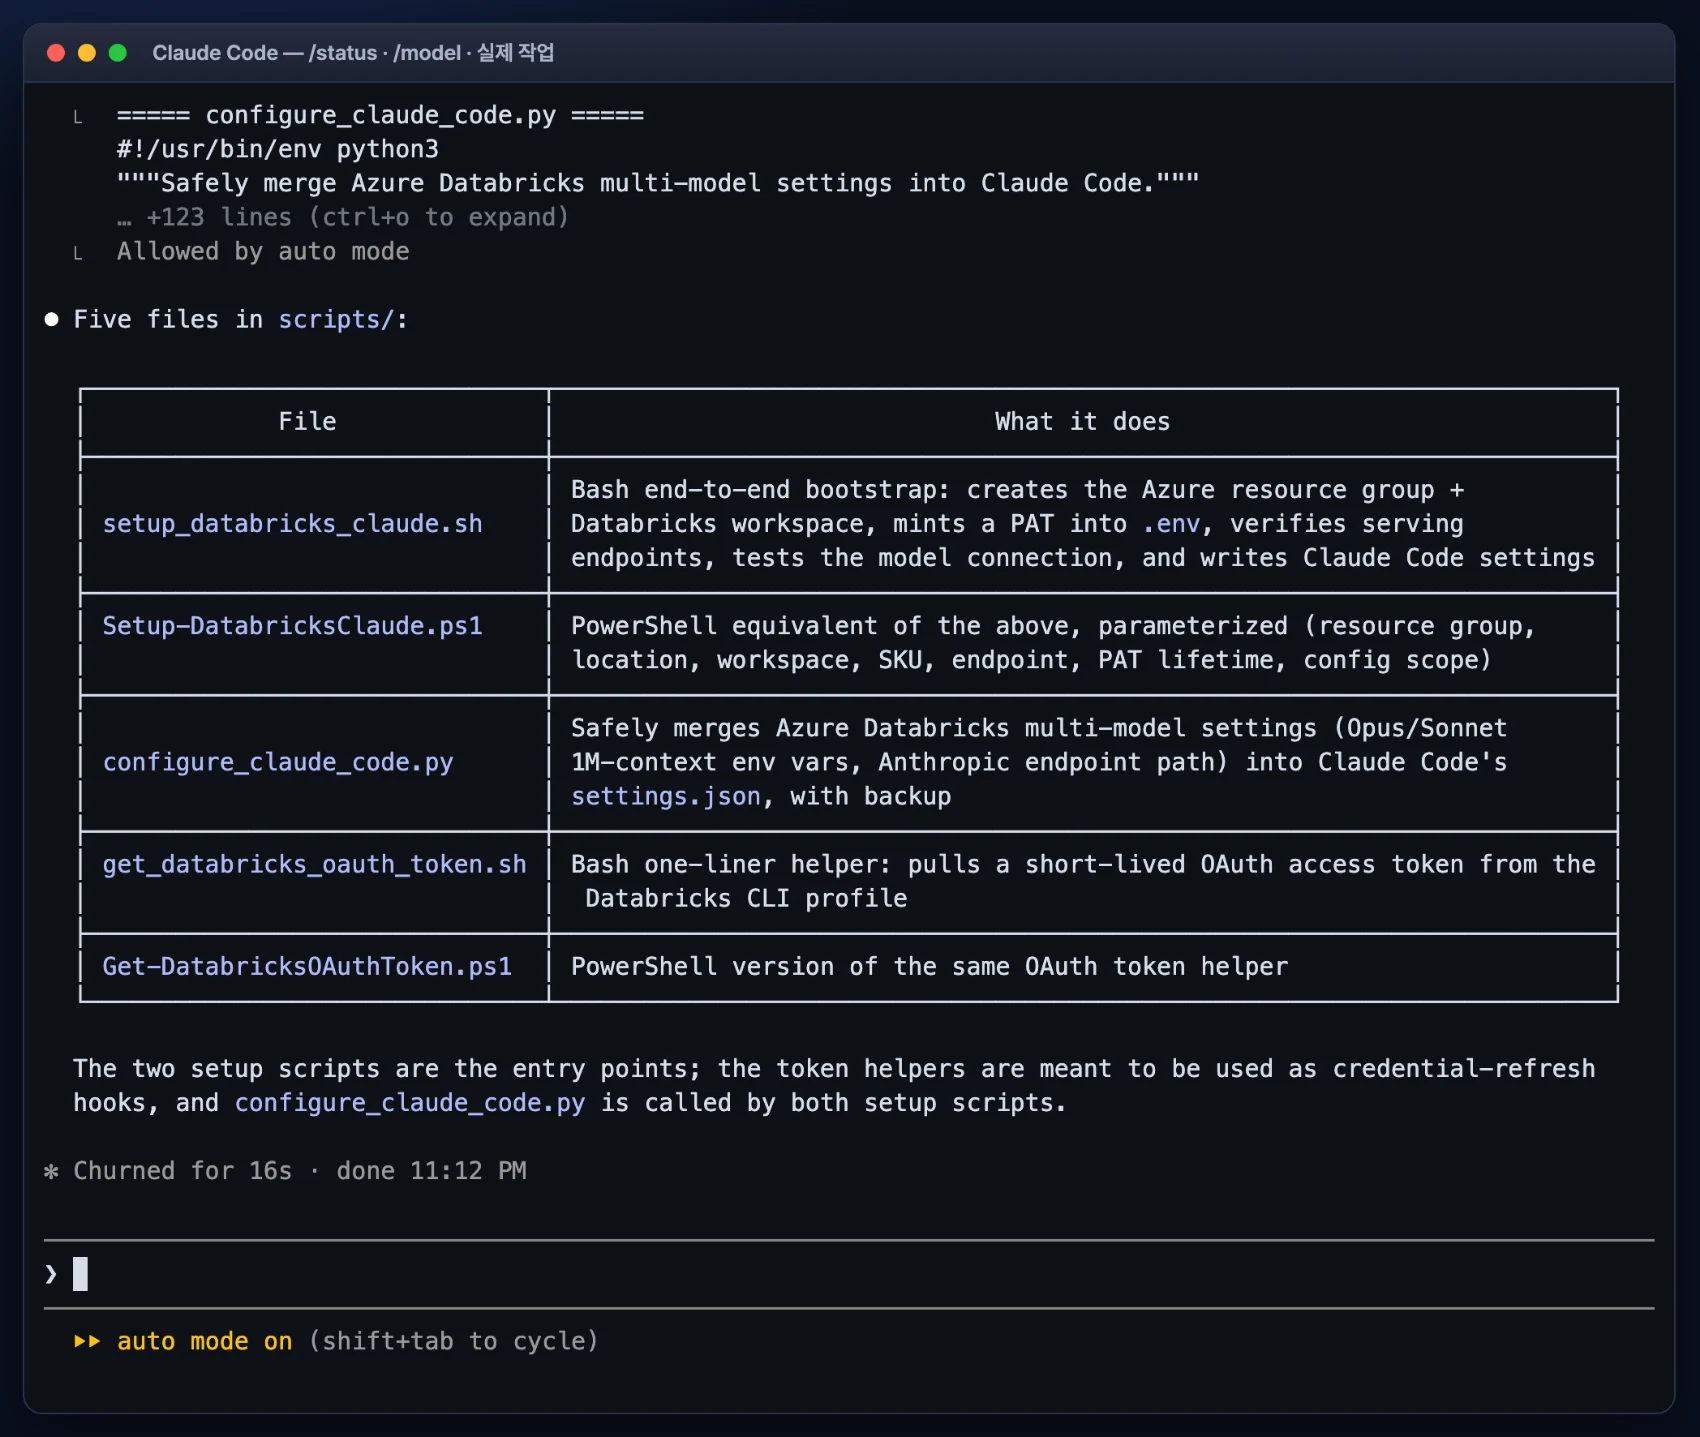 Claude Code — /status · /model · 실제 작업
└ ===== configure_claude_code.py =====
#!/usr/bin/env python3
"""Safely merge Azure Databricks multi-model settings into Claude Code."""
… +123 lines (ctrl+o to expand)
└ Allowed by auto mode
● Five files in scripts/:
File
What it does
setup_databricks_claude.sh
Bash end-to-end bootstrap: creates the Azure resource group +
Databricks workspace, mints a PAT into .env, verifies serving
endpoints, tests the model connection, and writes Claude Code settings
Setup-DatabricksClaude.ps1
PowerShell equivalent of the above, parameterized (resource group,
location, workspace, SKU, endpoint, PAT lifetime, config scope)
configure_claude_code.py
Safely merges Azure Databricks multi-model settings (Opus/Sonnet
1M-context env vars, Anthropic endpoint path) into Claude Code's
settings.json, with backup
get_databricks_oauth_token.sh
Bash one-liner helper: pulls a short-lived OAuth access token from the
Databricks CLI profile
Get-DatabricksOAuthToken.ps1
PowerShell version of the same OAuth token helper
The two setup scripts are the entry points; the token helpers are meant to be used as credential-refresh
hooks, and configure_claude_code.py is called by both setup scripts.
✻ Churned for 16s · done 11:12 PM
❯
⏵⏵ auto mode on (shift+tab to cycle)